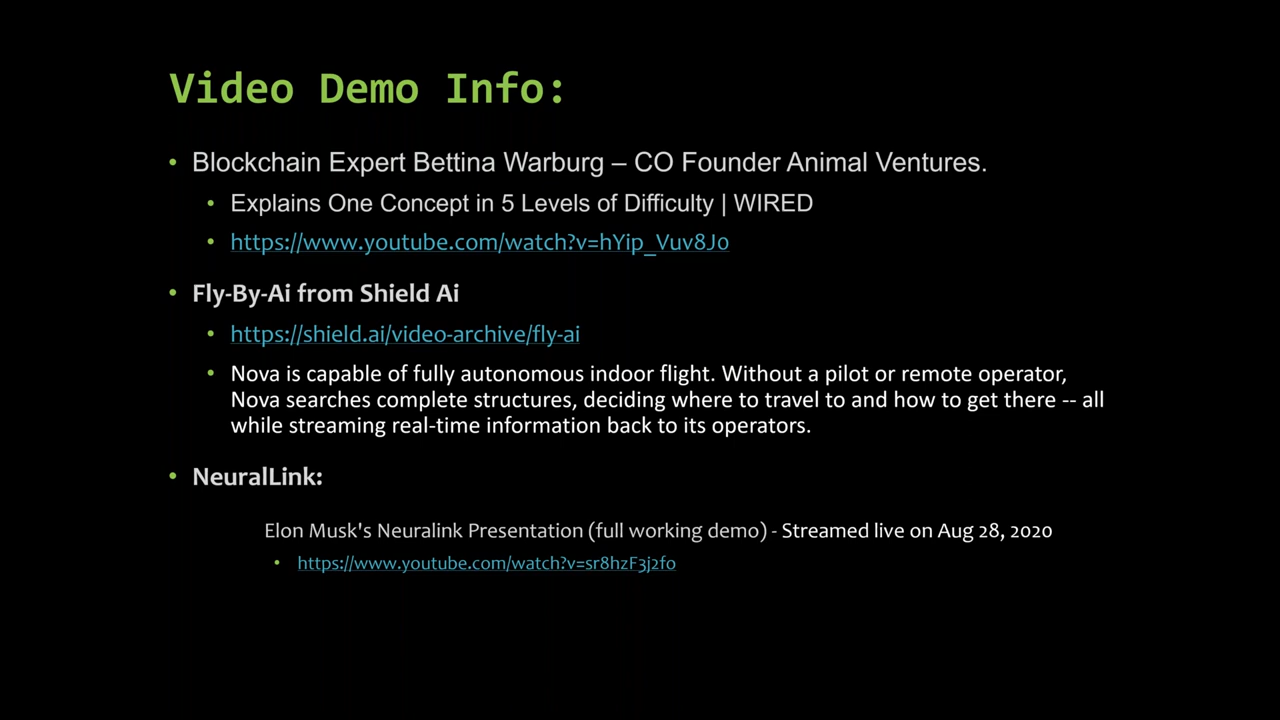 Video Demo Info:
• Blockchain Expert Bettina Warburg – CO Founder Animal Ventures.
• Explains One Concept in 5 Levels of Difficulty | WIRED
• https://www.youtube.com/watch?v=hYip_Vuv8J0
• Fly-By-Ai from Shield Ai
• https://shield.ai/video-archive/fly-ai
• Nova is capable of fully autonomous indoor flight. Without a pilot or remote operator,
Nova searches complete structures, deciding where to travel to and how to get there -- all
while streaming real-time information back to its operators.
• NeuralLink:
Elon Musk's Neuralink Presentation (full working demo) - Streamed live on Aug 28, 2020
• https://www.youtube.com/watch?v=sr8hzF3j2fo